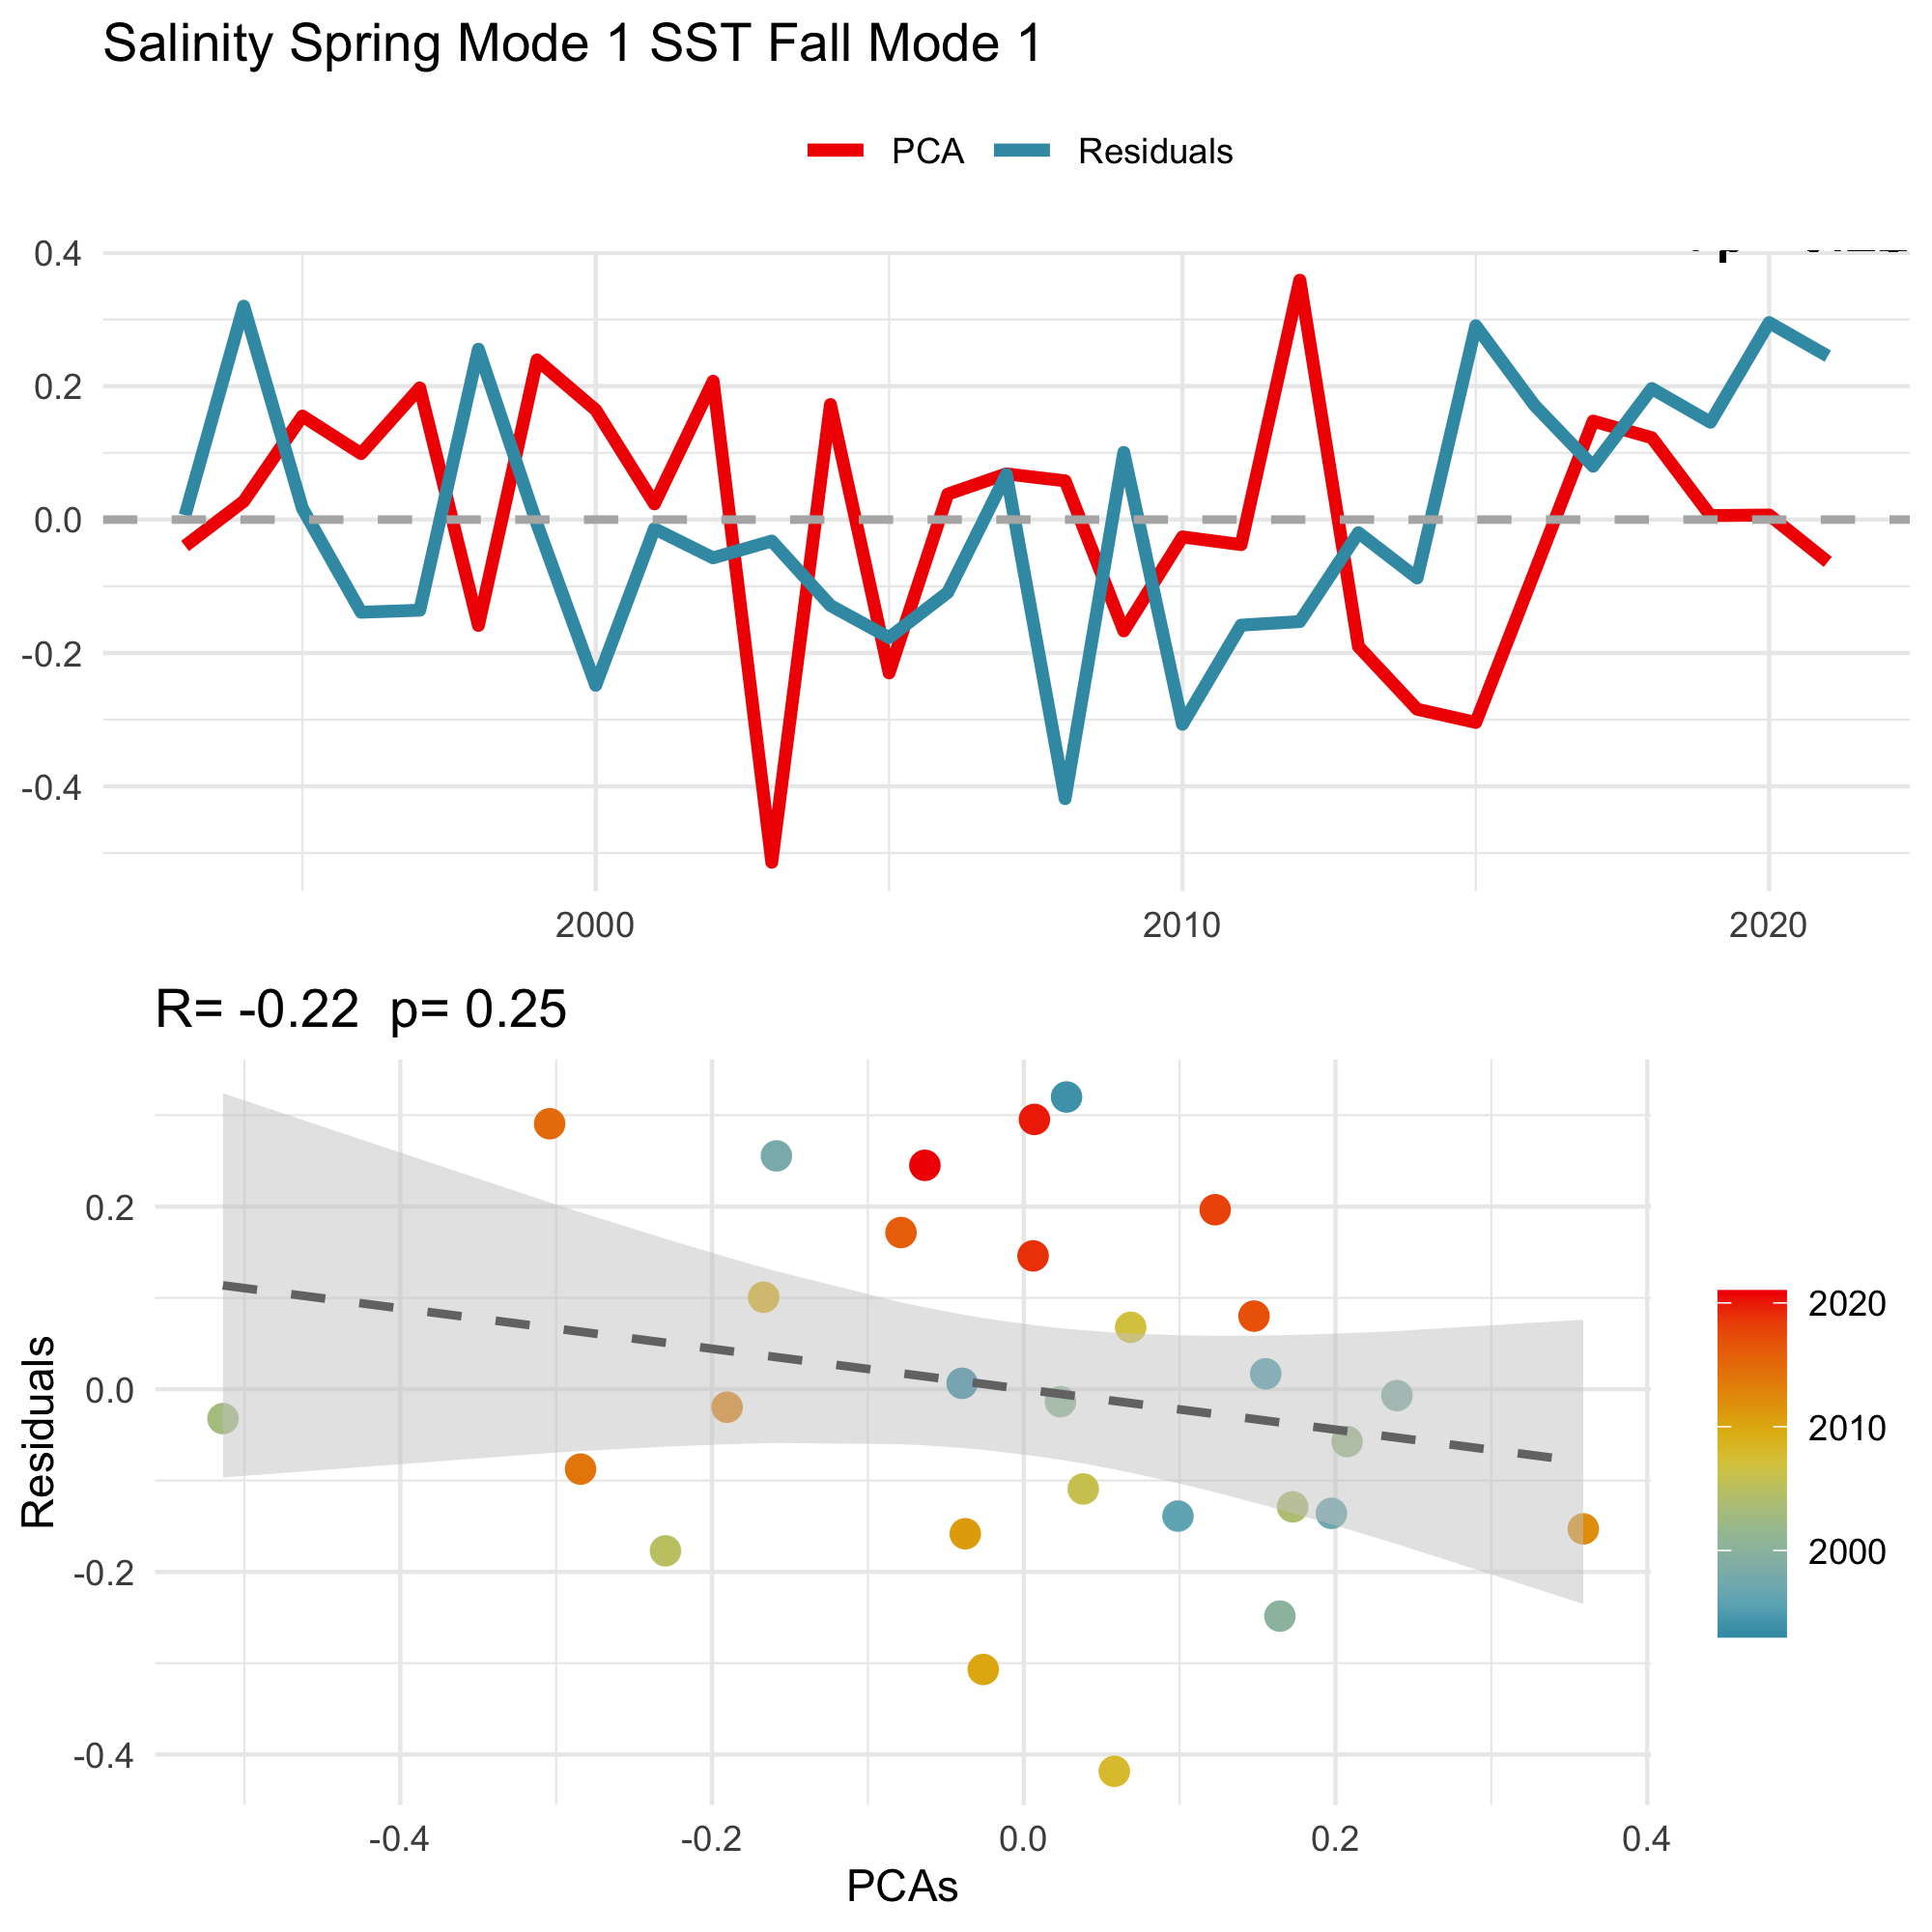 Salinity Spring Mode 1 SST Fall Mode 1
PCA Residuals
0.4
0.2
0.0
-0.2
-0.4
2000 2010 2020
R= -0.22 p= 0.25
Residuals
0.2
0.0
-0.2
-0.4
-0.4 -0.2 0.0 0.2 0.4
PCAs
2020
2010
2000